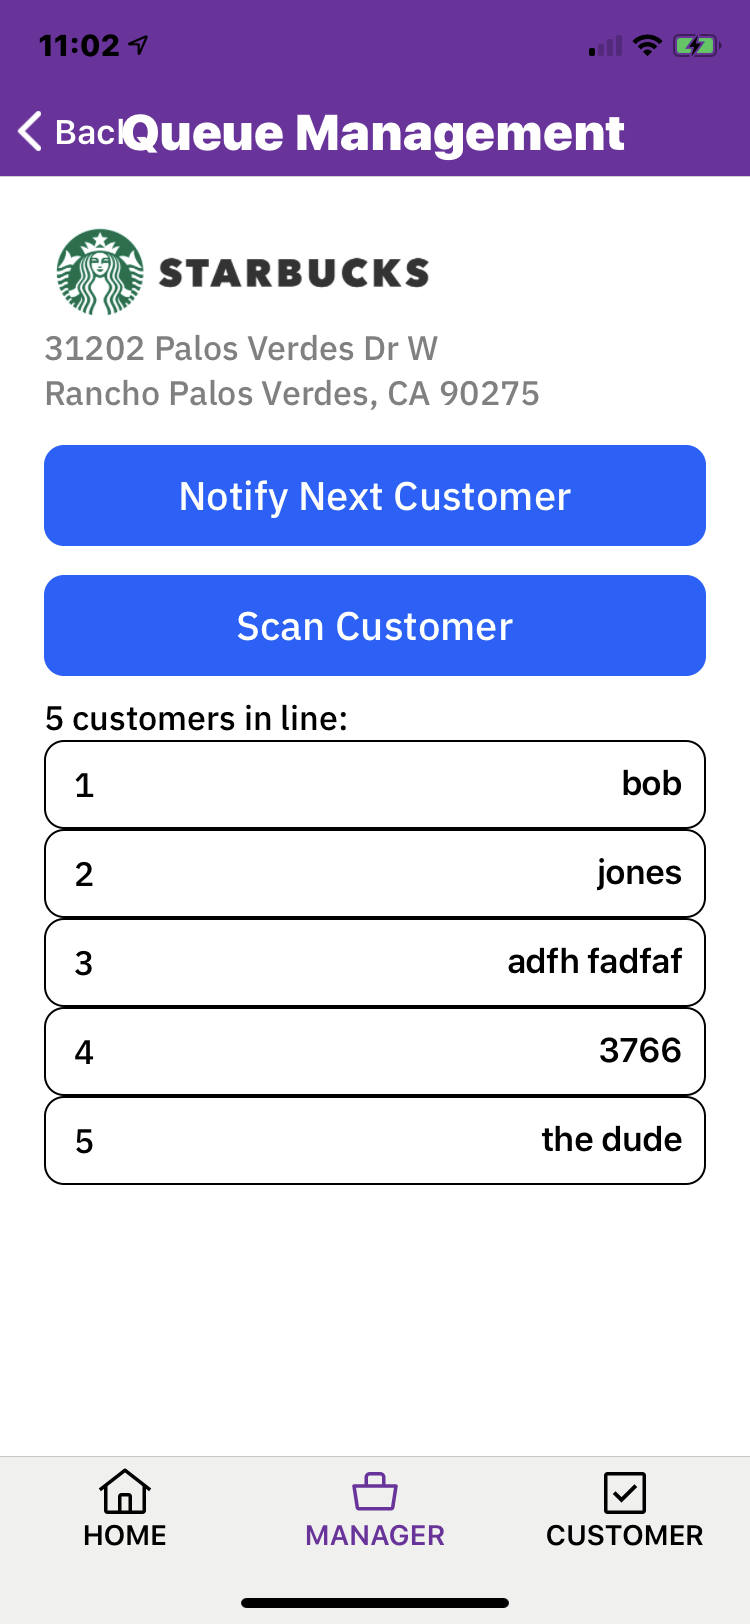 11:02
Back Queue Management
STARBUCKS
31202 Palos Verdes Dr W
Rancho Palos Verdes, CA 90275
Notify Next Customer
Scan Customer
5 customers in line:
1 bob
2 jones
3 adfh fadfaf
4 3766
5 the dude
HOME MANAGER CUSTOMER